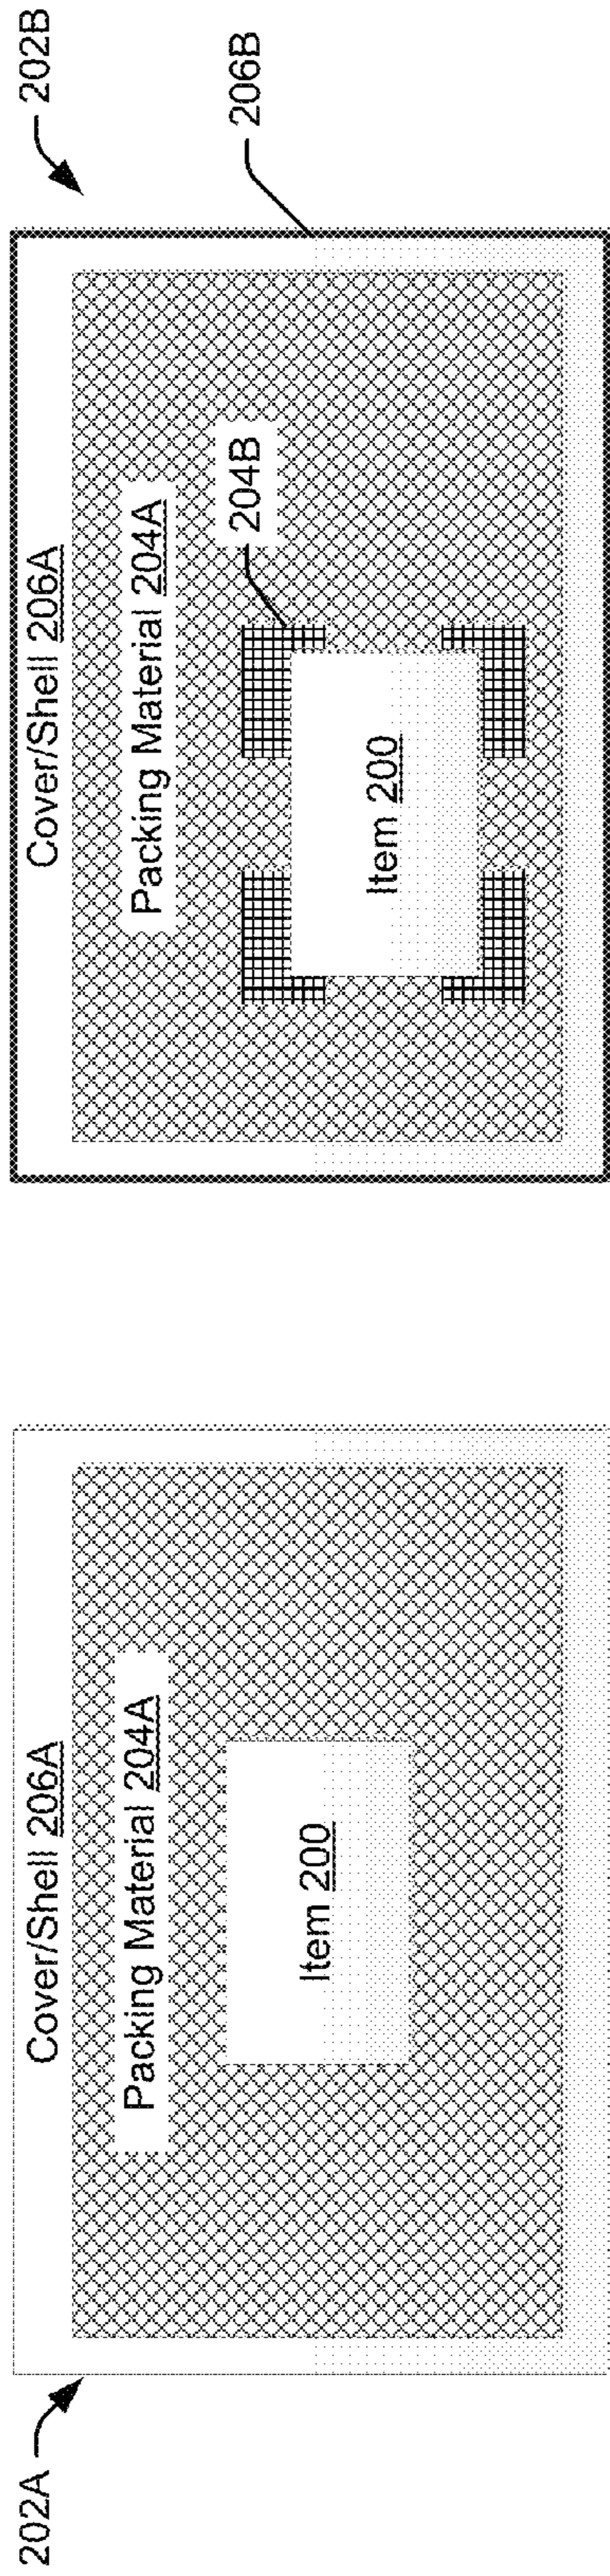 202A
Cover/Shell 206A
Packing Material 204A
Item 200
202B
206B
Cover/Shell 206A
Packing Material 204A
204B
Item 200